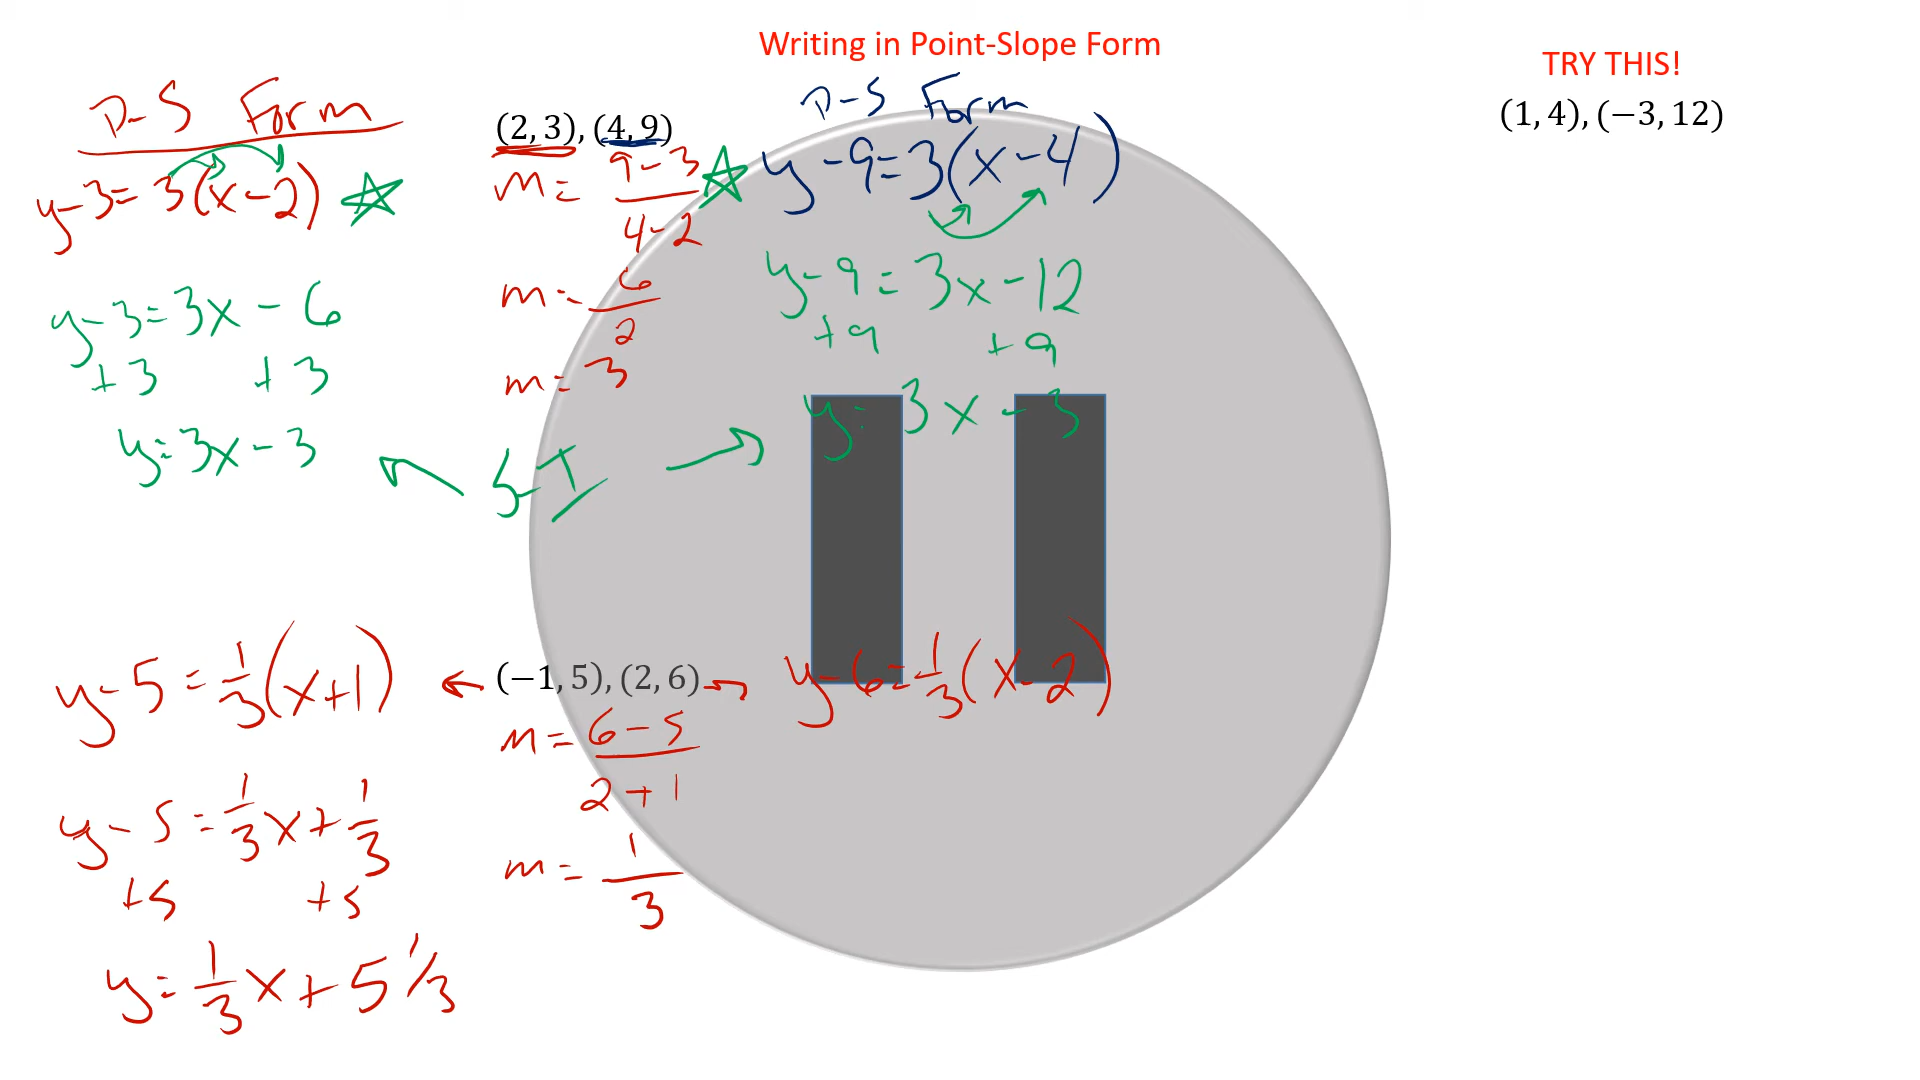 Writing in Point-Slope Form
TRY THIS!
(1, 4), (−3, 12)
P-S Form
y-3=3(x-2)
y-3=3x-6
+3 +3
y=3x-3
(2, 3), (4, 9)
m= 9-3
4-2
m= 6
2
m=3
S-I
P-S Form
y-9=3(x-4)
y-9=3x-12
+9 +9
y=3x-3
y-5=1/3(x+1)
y-5=1/3x+1/3
+5 +5
y=1/3x+5 1/3
(−1, 5), (2, 6)
m= 6-5
2+1
m= 1
3
y-6=1/3(x-2)